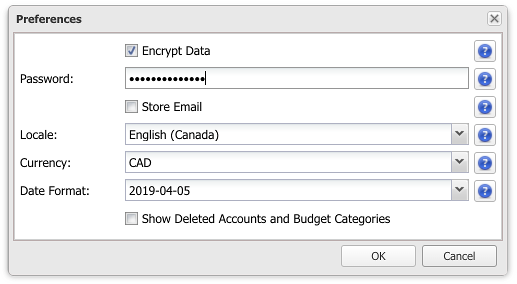 Preferences
Encrypt Data
Password: ••••••••••••••
Store Email
Locale: English (Canada)
Currency: CAD
Date Format: 2019-04-05
Show Deleted Accounts and Budget Categories
OK Cancel